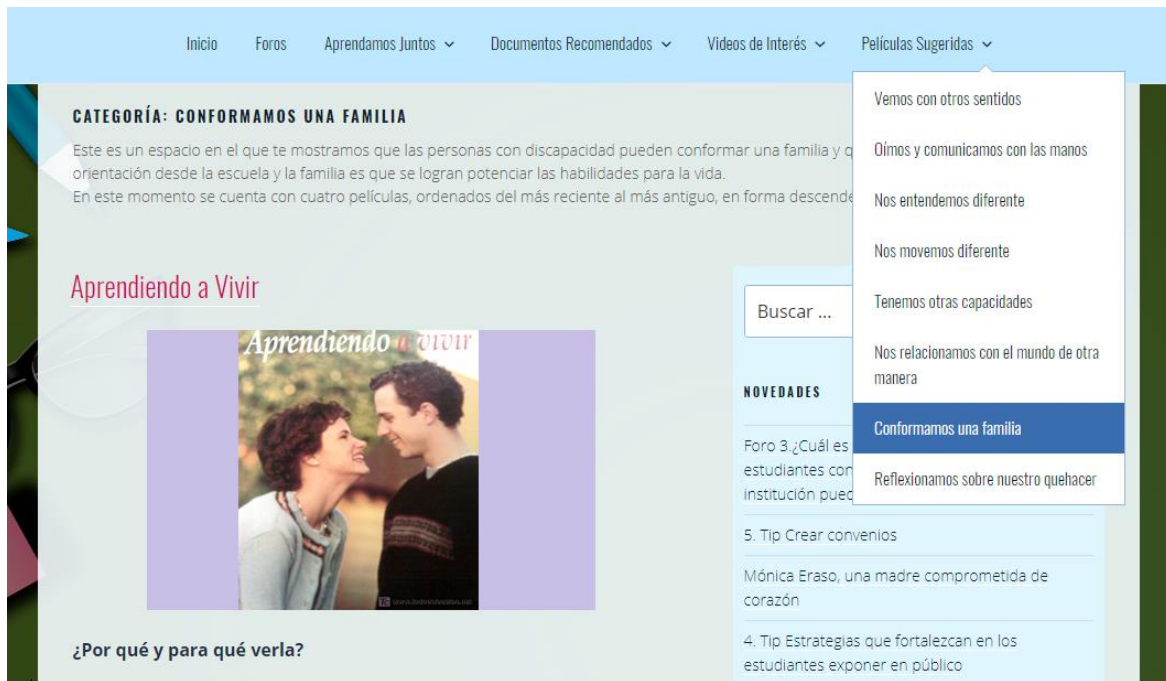 Inicio
Foros
Aprendamos Juntos
Documentos Recomendados
Videos de Interés
Películas Sugeridas
Vemos con otros sentidos
Oímos y comunicamos con las manos
Nos entendemos diferente
Nos movemos diferente
Tenemos otras capacidades
Nos relacionamos con el mundo de otra
manera
Conformamos una familia
Reflexionamos sobre nuestro quehacer
CATEGORÍA: CONFORMAMOS UNA FAMILIA
Este es un espacio en el que te mostramos que las personas con discapacidad pueden conformar una familia y q
orientación desde la escuela y la familia es que se logran potenciar las habilidades para la vida.
En este momento se cuenta con cuatro películas, ordenados del más reciente al más antiguo, en forma descende
Aprendiendo a Vivir
Aprendiendo a vivir
¿Por qué y para qué verla?
Buscar ...
NOVEDADES
Foro 3.¿Cuál es
estudiantes con
institución pued
5. Tip Crear convenios
Mónica Eraso, una madre comprometida de
corazón
4. Tip Estrategias que fortalezcan en los
estudiantes exponer en público